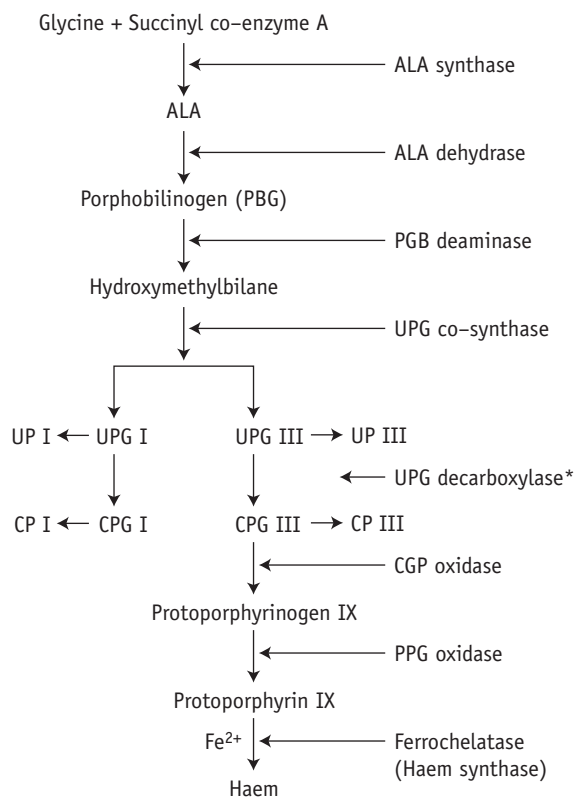 Glycine + Succinyl co–enzyme A
ALA synthase
ALA
ALA dehydrase
Porphobilinogen (PBG)
PGB deaminase
Hydroxymethylbilane
UPG co–synthase
UP I UPG I UPG III UP III
UPG decarboxylase*
CP I CPG I CPG III CP III
CGP oxidase
Protoporphyrinogen IX
PPG oxidase
Protoporphyrin IX
Fe²⁺ Ferrochelatase
(Haem synthase)
Haem